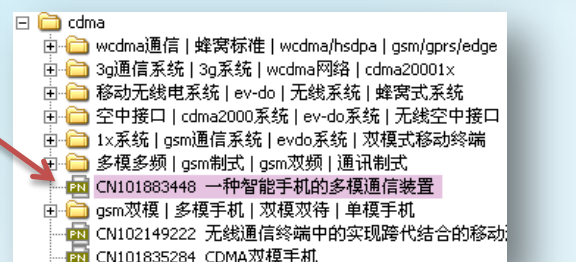 cdma
wcdma通信 | 蜂窝标准 | wcdma/hsdpa | gsm/gprs/edge
3g通信系统 | 3g系统 | wcdma网络 | cdma20001x
移动无线电系统 | ev-do | 无线系统 | 蜂窝式系统
空中接口 | cdma2000系统 | ev-do系统 | 无线空中接口
1x系统 | gsm通信系统 | evdo系统 | 双模式移动终端
多模多频 | gsm制式 | gsm双频 | 通讯制式
PN CN101883448 一种智能手机的多模通信装置
gsm双模 | 多模手机 | 双模双待 | 单模手机
PN CN102149222 无线通信终端中的实现跨代结合的移动
PN CN101835284 CDMA双模手机